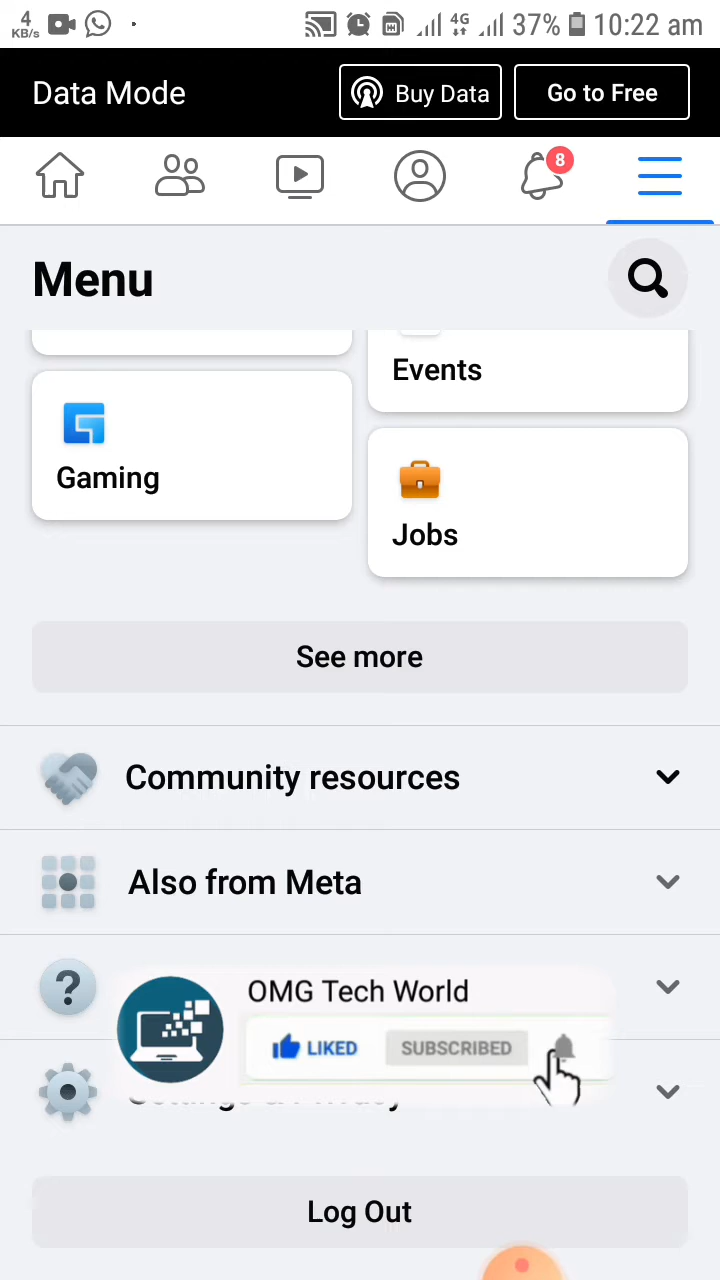 4
KB/s
4G
37%
10:22 am
Data Mode
Buy Data
Go to Free
8
Menu
Events
Gaming
Jobs
See more
Community resources
Also from Meta
?
OMG Tech World
LIKED
SUBSCRIBED
Log Out